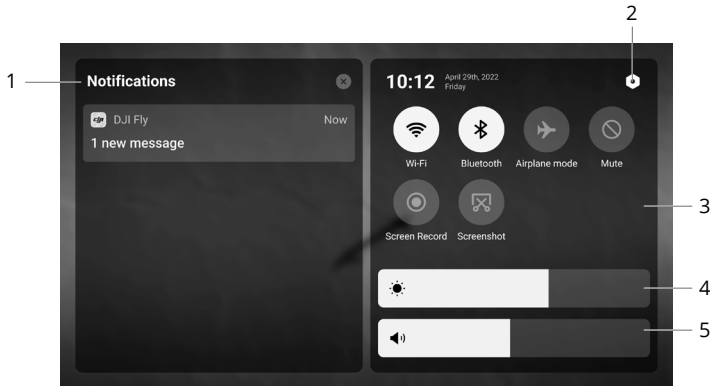 2
1
Notifications
10:12
April 29th, 2022
Friday
dji
DJI Fly
Now
1 new message
Wi-Fi
Bluetooth
Airplane mode
Mute
3
Screen Record
Screenshot
4
5